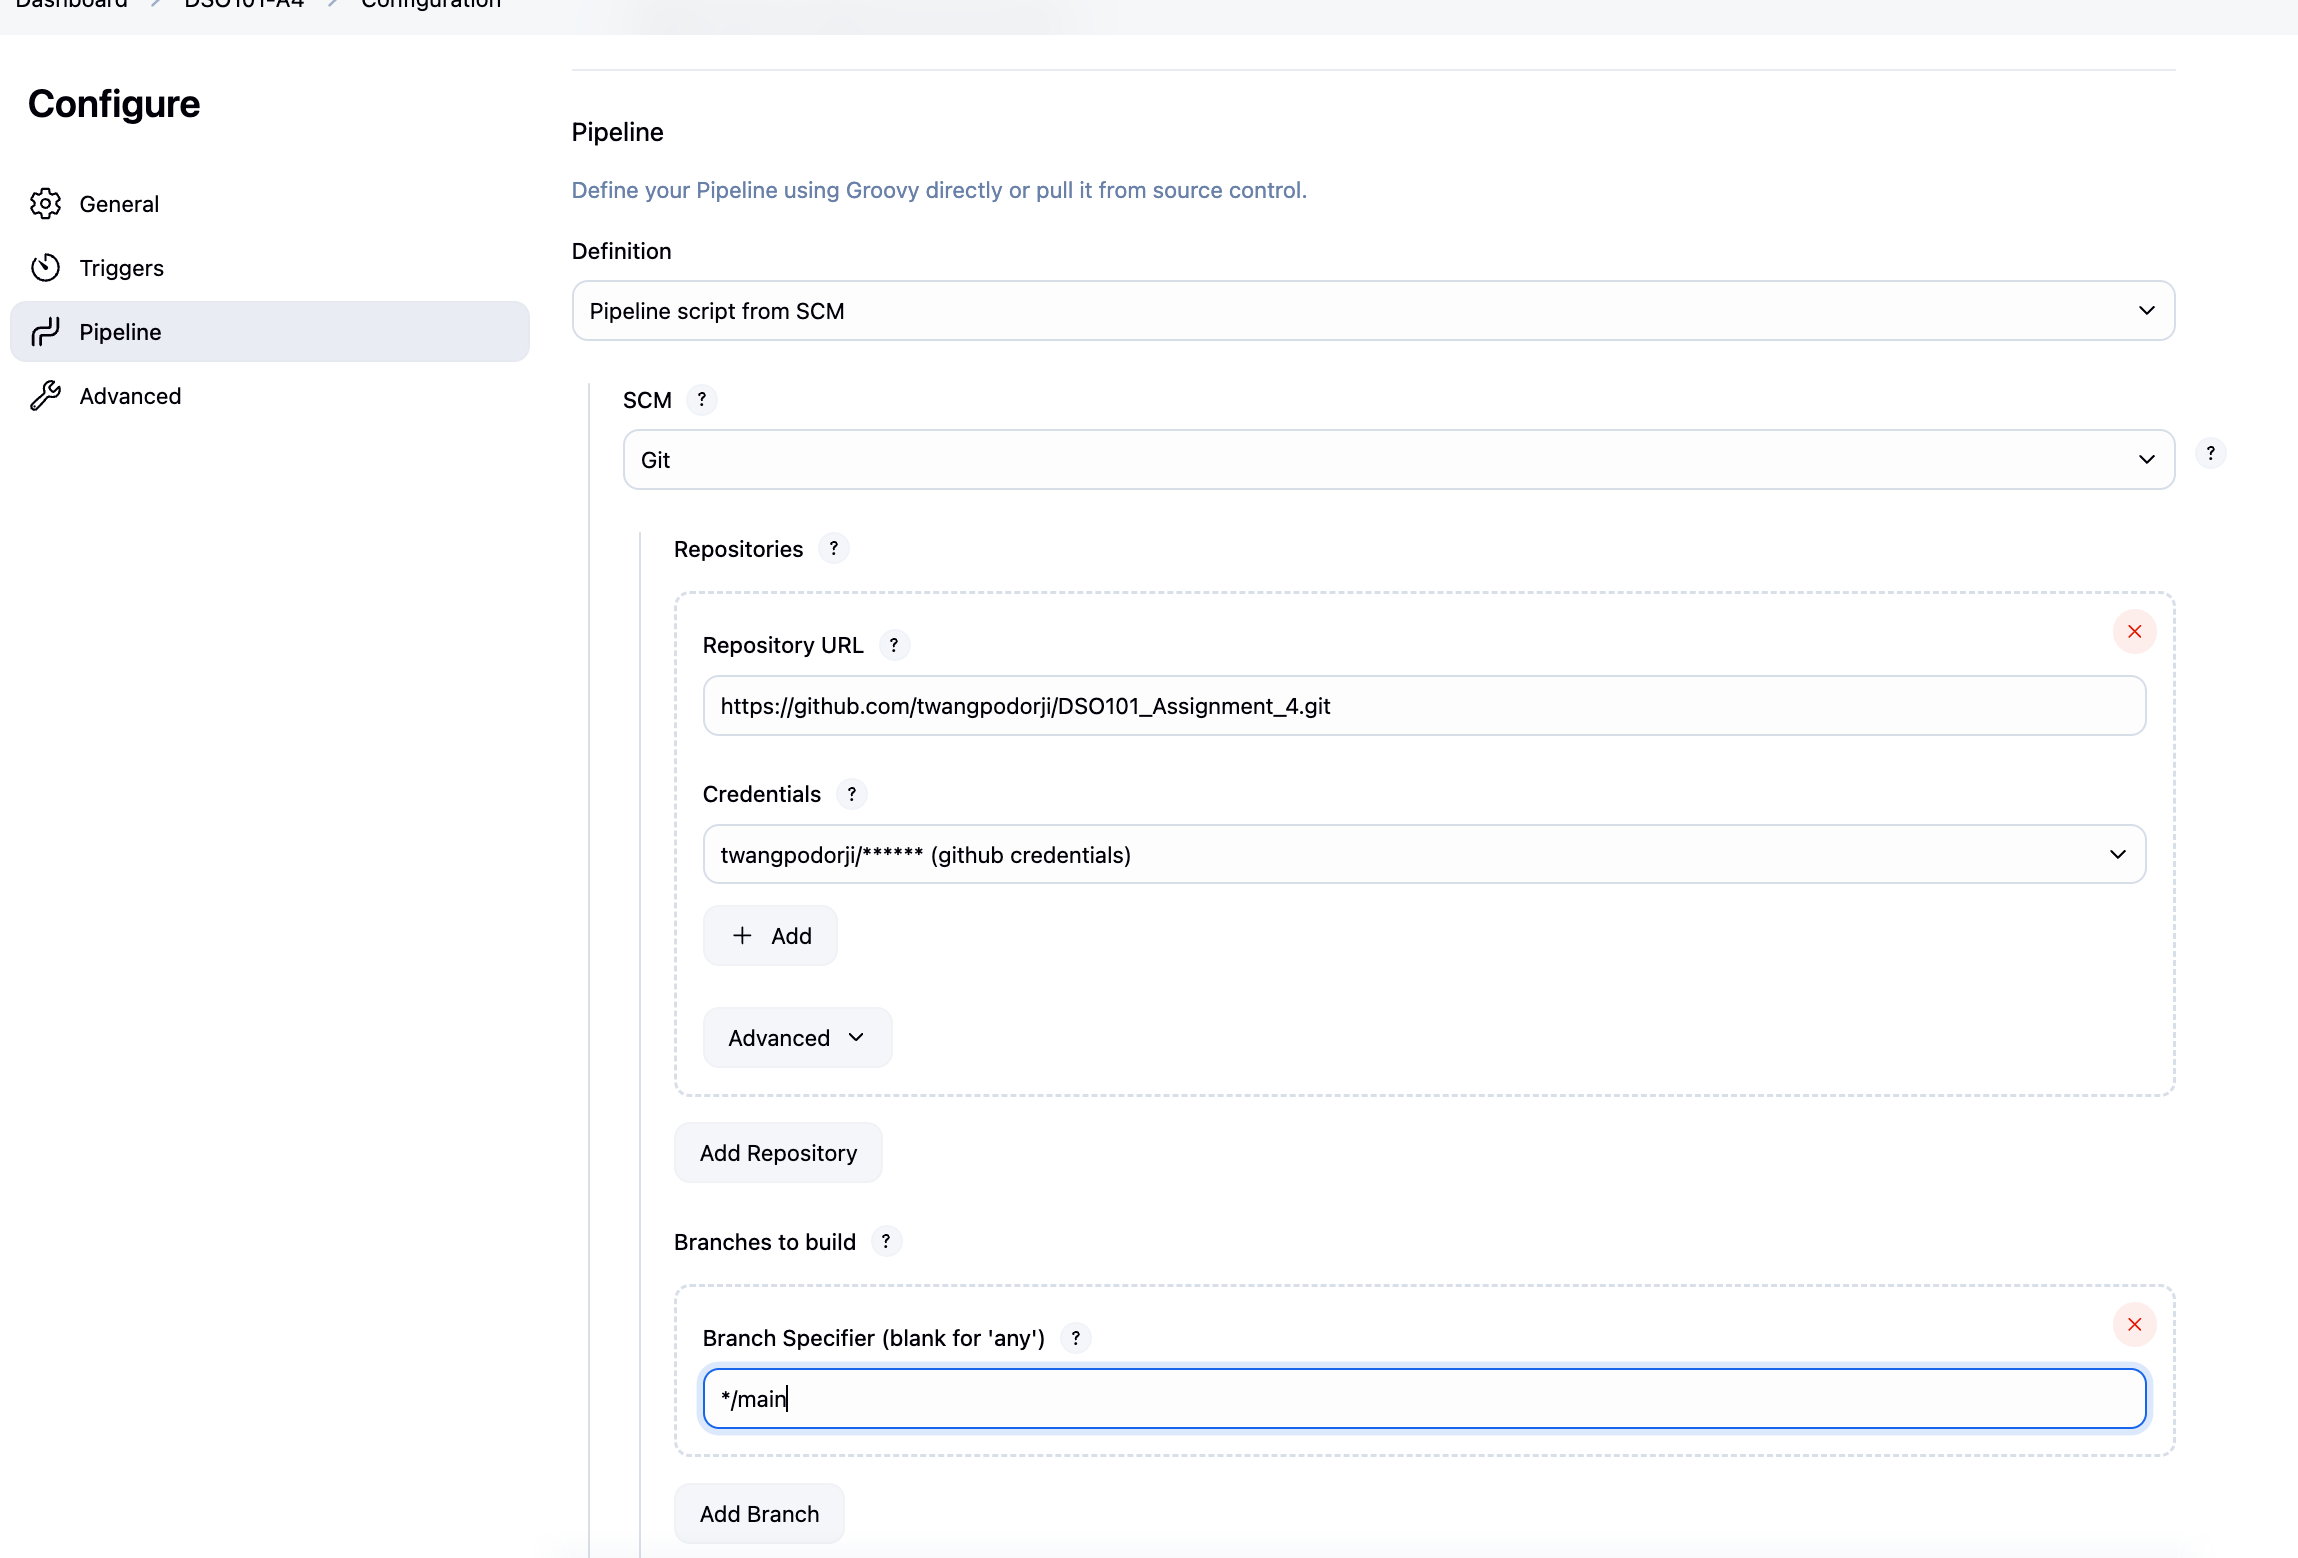 Dashboard > DSO101-A4 > Configuration
Configure
General
Triggers
Pipeline
Advanced
Pipeline
Define your Pipeline using Groovy directly or pull it from source control.
Definition
Pipeline script from SCM
SCM ?
Git
?
Repositories ?
Repository URL ?
https://github.com/twangpodorji/DSO101_Assignment_4.git
Credentials ?
twangpodorji/****** (github credentials)
+ Add
Advanced
Add Repository
Branches to build ?
Branch Specifier (blank for 'any') ?
*/main
Add Branch